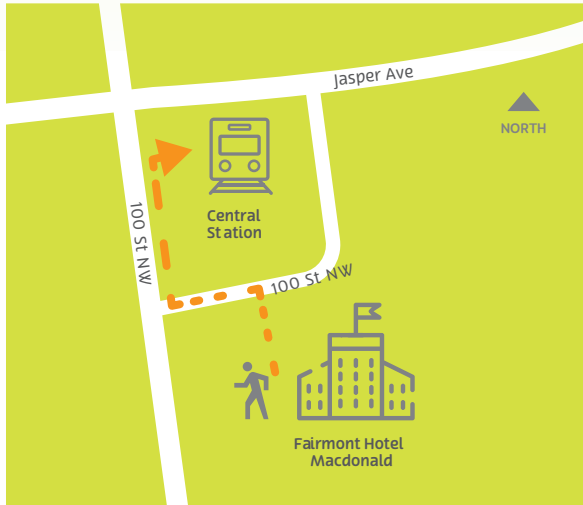 Jasper Ave
NORTH
Central
Station
100 St NW
100 St NW
Fairmont Hotel
Macdonald